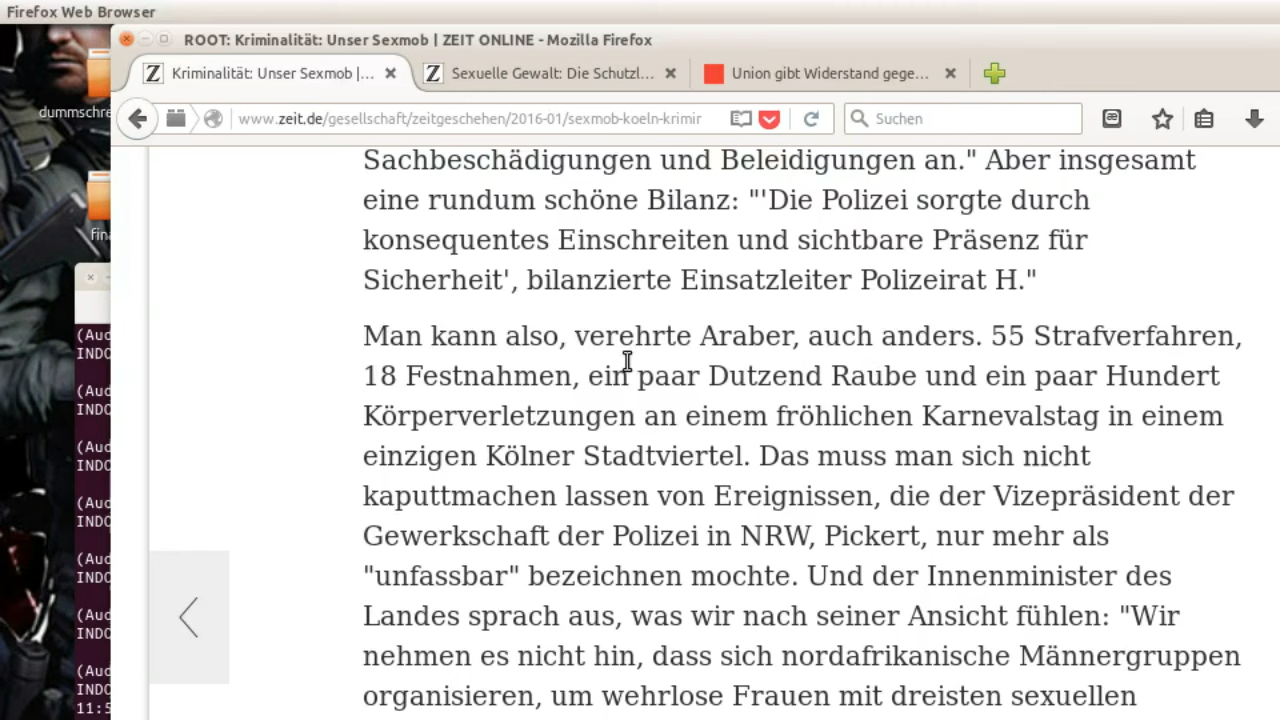 Firefox Web Browser
ROOT: Kriminalität: Unser Sexmob | ZEIT ONLINE - Mozilla Firefox
Kriminalität: Unser Sexmob |...
Sexuelle Gewalt: Die Schutzl...
Union gibt Widerstand gege...
www.zeit.de/gesellschaft/zeitgeschehen/2016-01/sexmob-koeln-krimir
Suchen
dummschre
fina
Sachbeschädigungen und Beleidigungen an." Aber insgesamt
eine rundum schöne Bilanz: "'Die Polizei sorgte durch
konsequentes Einschreiten und sichtbare Präsenz für
Sicherheit', bilanzierte Einsatzleiter Polizeirat H."
Man kann also, verehrte Araber, auch anders. 55 Strafverfahren,
18 Festnahmen, ein paar Dutzend Raube und ein paar Hundert
Körperverletzungen an einem fröhlichen Karnevalstag in einem
einzigen Kölner Stadtviertel. Das muss man sich nicht
kaputtmachen lassen von Ereignissen, die der Vizepräsident der
Gewerkschaft der Polizei in NRW, Pickert, nur mehr als
"unfassbar" bezeichnen mochte. Und der Innenminister des
Landes sprach aus, was wir nach seiner Ansicht fühlen: "Wir
nehmen es nicht hin, dass sich nordafrikanische Männergruppen
organisieren, um wehrlose Frauen mit dreisten sexuellen
(Aud
INDO
(Aud
INDO
(Aud
INDO
(Aud
INDO
(Aud
INDO
(Aud
INDO
(Aud
INDO
11:5